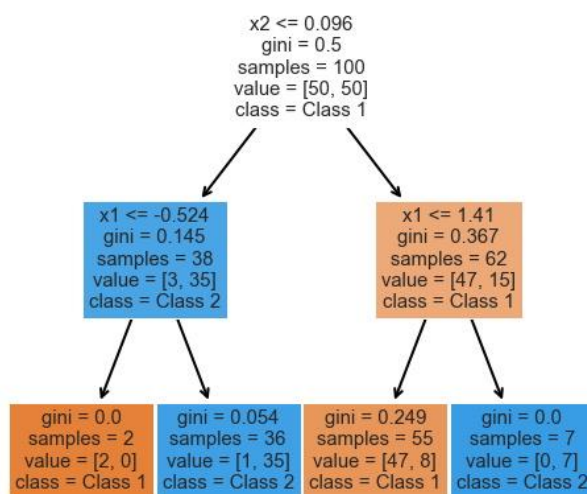 x2 <= 0.096
gini = 0.5
samples = 100
value = [50, 50]
class = Class 1
x1 <= -0.524
gini = 0.145
samples = 38
value = [3, 35]
class = Class 2
x1 <= 1.41
gini = 0.367
samples = 62
value = [47, 15]
class = Class 1
gini = 0.0
samples = 2
value = [2, 0]
class = Class 1
gini = 0.054
samples = 36
value = [1, 35]
class = Class 2
gini = 0.249
samples = 55
value = [47, 8]
class = Class 1
gini = 0.0
samples = 7
value = [0, 7]
class = Class 2